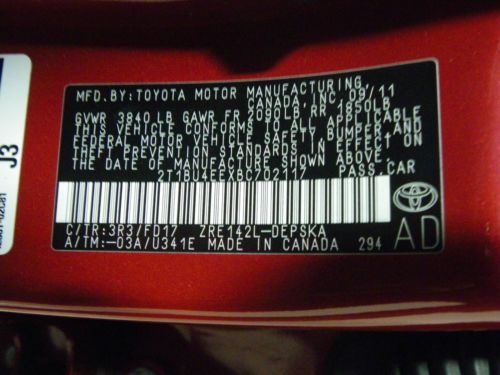 MFD. BY: TOYOTA MOTOR MANUFACTURING,
CANADA, INC. 09/11
GVWR 3840 LB GAWR FR 2090LB RR 1850LB
THIS VEHICLE CONFORMS TO ALL APPLICABLE
FEDERAL MOTOR VEHICLE SAFETY, BUMPER, AND
THEFT PREVENTION STANDARDS IN EFFECT ON
THE DATE OF MANUFACTURE SHOWN ABOVE.
2T1BU4EEXBC702117 PASS.CAR
C/TR:3R3/FD17 ZRE142L-DEPSKA
A/TM:-03A/U341E MADE IN CANADA 294
AD
J3